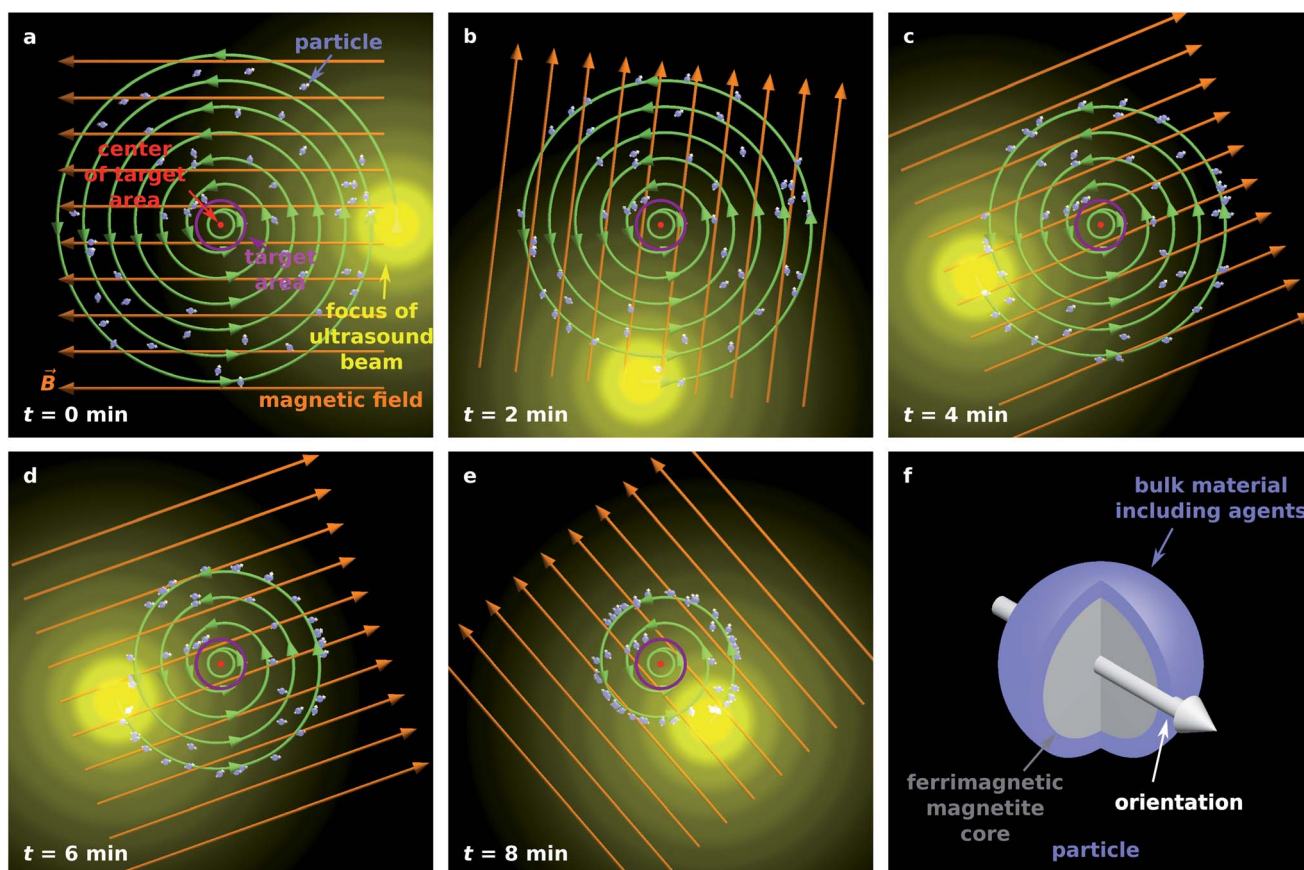 a
particle
center
of target
area
target
area
focus of
ultrasound
beam
B
magnetic field
t = 0 min
b
t = 2 min
c
t = 4 min
d
t = 6 min
e
t = 8 min
f
bulk material
including agents
ferrimagnetic
magnetite
core
orientation
particle